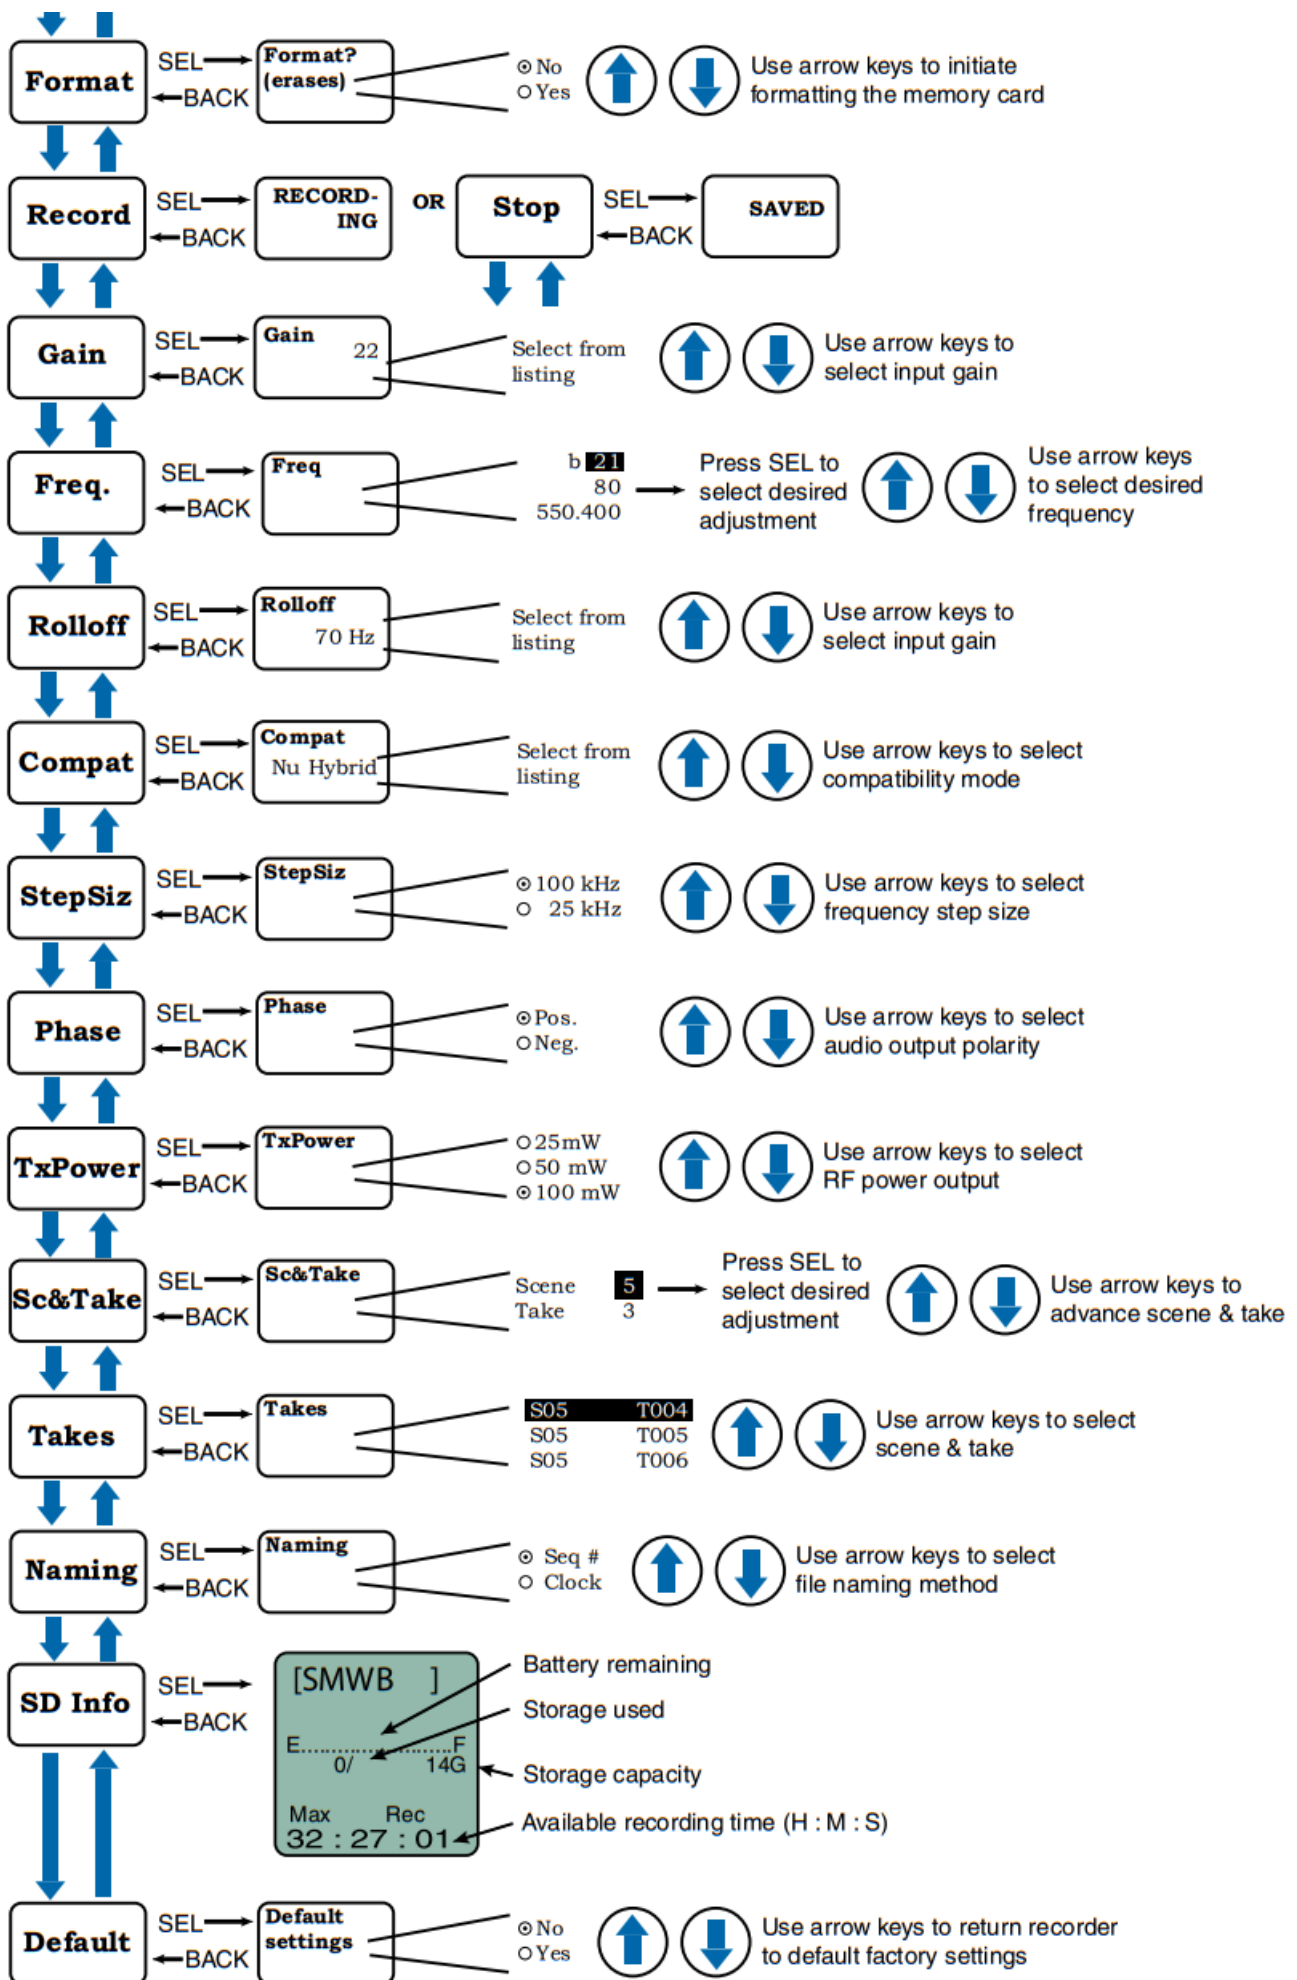 Format
SEL
BACK
Format?
(erases)
No
Yes
Use arrow keys to initiate
formatting the memory card
Record
SEL
BACK
RECORD-
ING
OR
Stop
SEL
BACK
SAVED
Gain
SEL
BACK
Gain
22
Select from
listing
Use arrow keys to
select input gain
Freq.
SEL
BACK
Freq
b 21
80
550.400
Press SEL to
select desired
adjustment
Use arrow keys
to select desired
frequency
Rolloff
SEL
BACK
Rolloff
70 Hz
Select from
listing
Use arrow keys to
select input gain
Compat
SEL
BACK
Compat
Nu Hybrid
Select from
listing
Use arrow keys to select
compatibility mode
StepSiz
SEL
BACK
StepSiz
100 kHz
25 kHz
Use arrow keys to select
frequency step size
Phase
SEL
BACK
Phase
Pos.
Neg.
Use arrow keys to select
audio output polarity
TxPower
SEL
BACK
TxPower
25mW
50 mW
100 mW
Use arrow keys to select
RF power output
Sc&Take
SEL
BACK
Sc&Take
Scene 5
Take 3
Press SEL to
select desired
adjustment
Use arrow keys to
advance scene & take
Takes
SEL
BACK
Takes
S05 T004
S05 T005
S05 T006
Use arrow keys to select
scene & take
Naming
SEL
BACK
Naming
Seq #
Clock
Use arrow keys to select
file naming method
SD Info
SEL
BACK
[SMWB ]
E..........................F
0/ 14G
Max Rec
32 : 27 : 01
Battery remaining
Storage used
Storage capacity
Available recording time (H : M : S)
Default
SEL
BACK
Default
settings
No
Yes
Use arrow keys to return recorder
to default factory settings